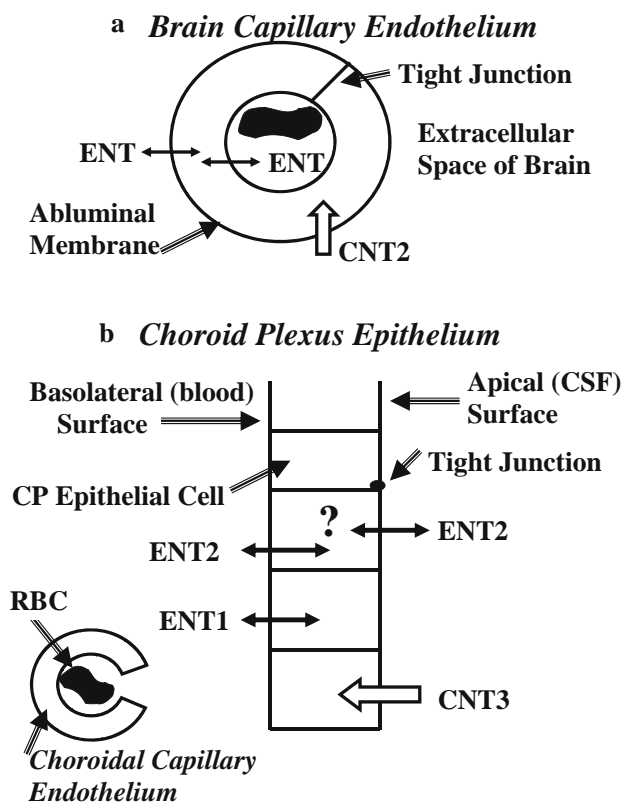 a Brain Capillary Endothelium
Tight Junction
Extracellular
Space of Brain
ENT
ENT
Abluminal
Membrane
CNT2
b Choroid Plexus Epithelium
Basolateral (blood)
Surface
Apical (CSF)
Surface
Tight Junction
CP Epithelial Cell
?
ENT2
ENT2
RBC
ENT1
CNT3
Choroidal Capillary
Endothelium